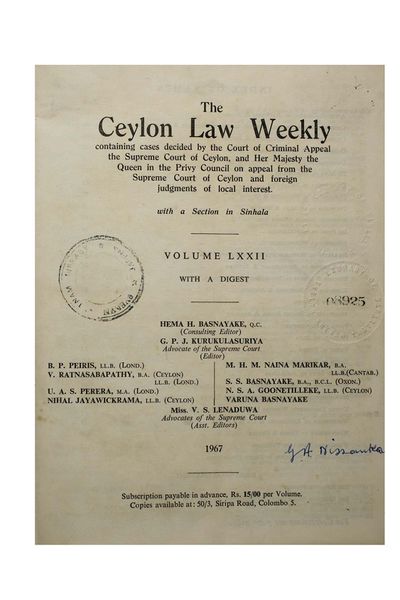 The
Ceylon Law Weekly
containing cases decided by the Court of Criminal Appeal
the Supreme Court of Ceylon, and Her Majesty the
Queen in the Privy Council on appeal from the
Supreme Court of Ceylon and foreign
judgments of local interest.
with a Section in Sinhala
VOLUME LXXII
WITH A DIGEST
03925
HEMA H. BASNAYAKE, Q.C.
(Consulting Editor)
G. P. J. KURUKULASURIYA
Advocate of the Supreme Court
(Editor)
B. P. PEIRIS, LL.B. (LOND.)
V. RATNASABAPATHY, B.A. (CEYLON)
LL.B. (LOND.)
U. A. S. PERERA, M.A. (LOND.)
NIHAL JAYAWICKRAMA, LL.B. (CEYLON)
M. H. M. NAINA MARIKAR, B.A.
LL.B.(CANTAB.)
S. S. BASNAYAKE, B.A., B.C.L. (OXON.)
N. S. A. GOONETILLEKE, LL.B. (CEYLON)
VARUNA BASNAYAKE
Miss. V. S. LENADUWA
Advocates of the Supreme Court
(Asst. Editors)
1967
Subscription payable in advance, Rs. 15/00 per Volume.
Copies available at: 50/3, Siripa Road, Colombo 5.